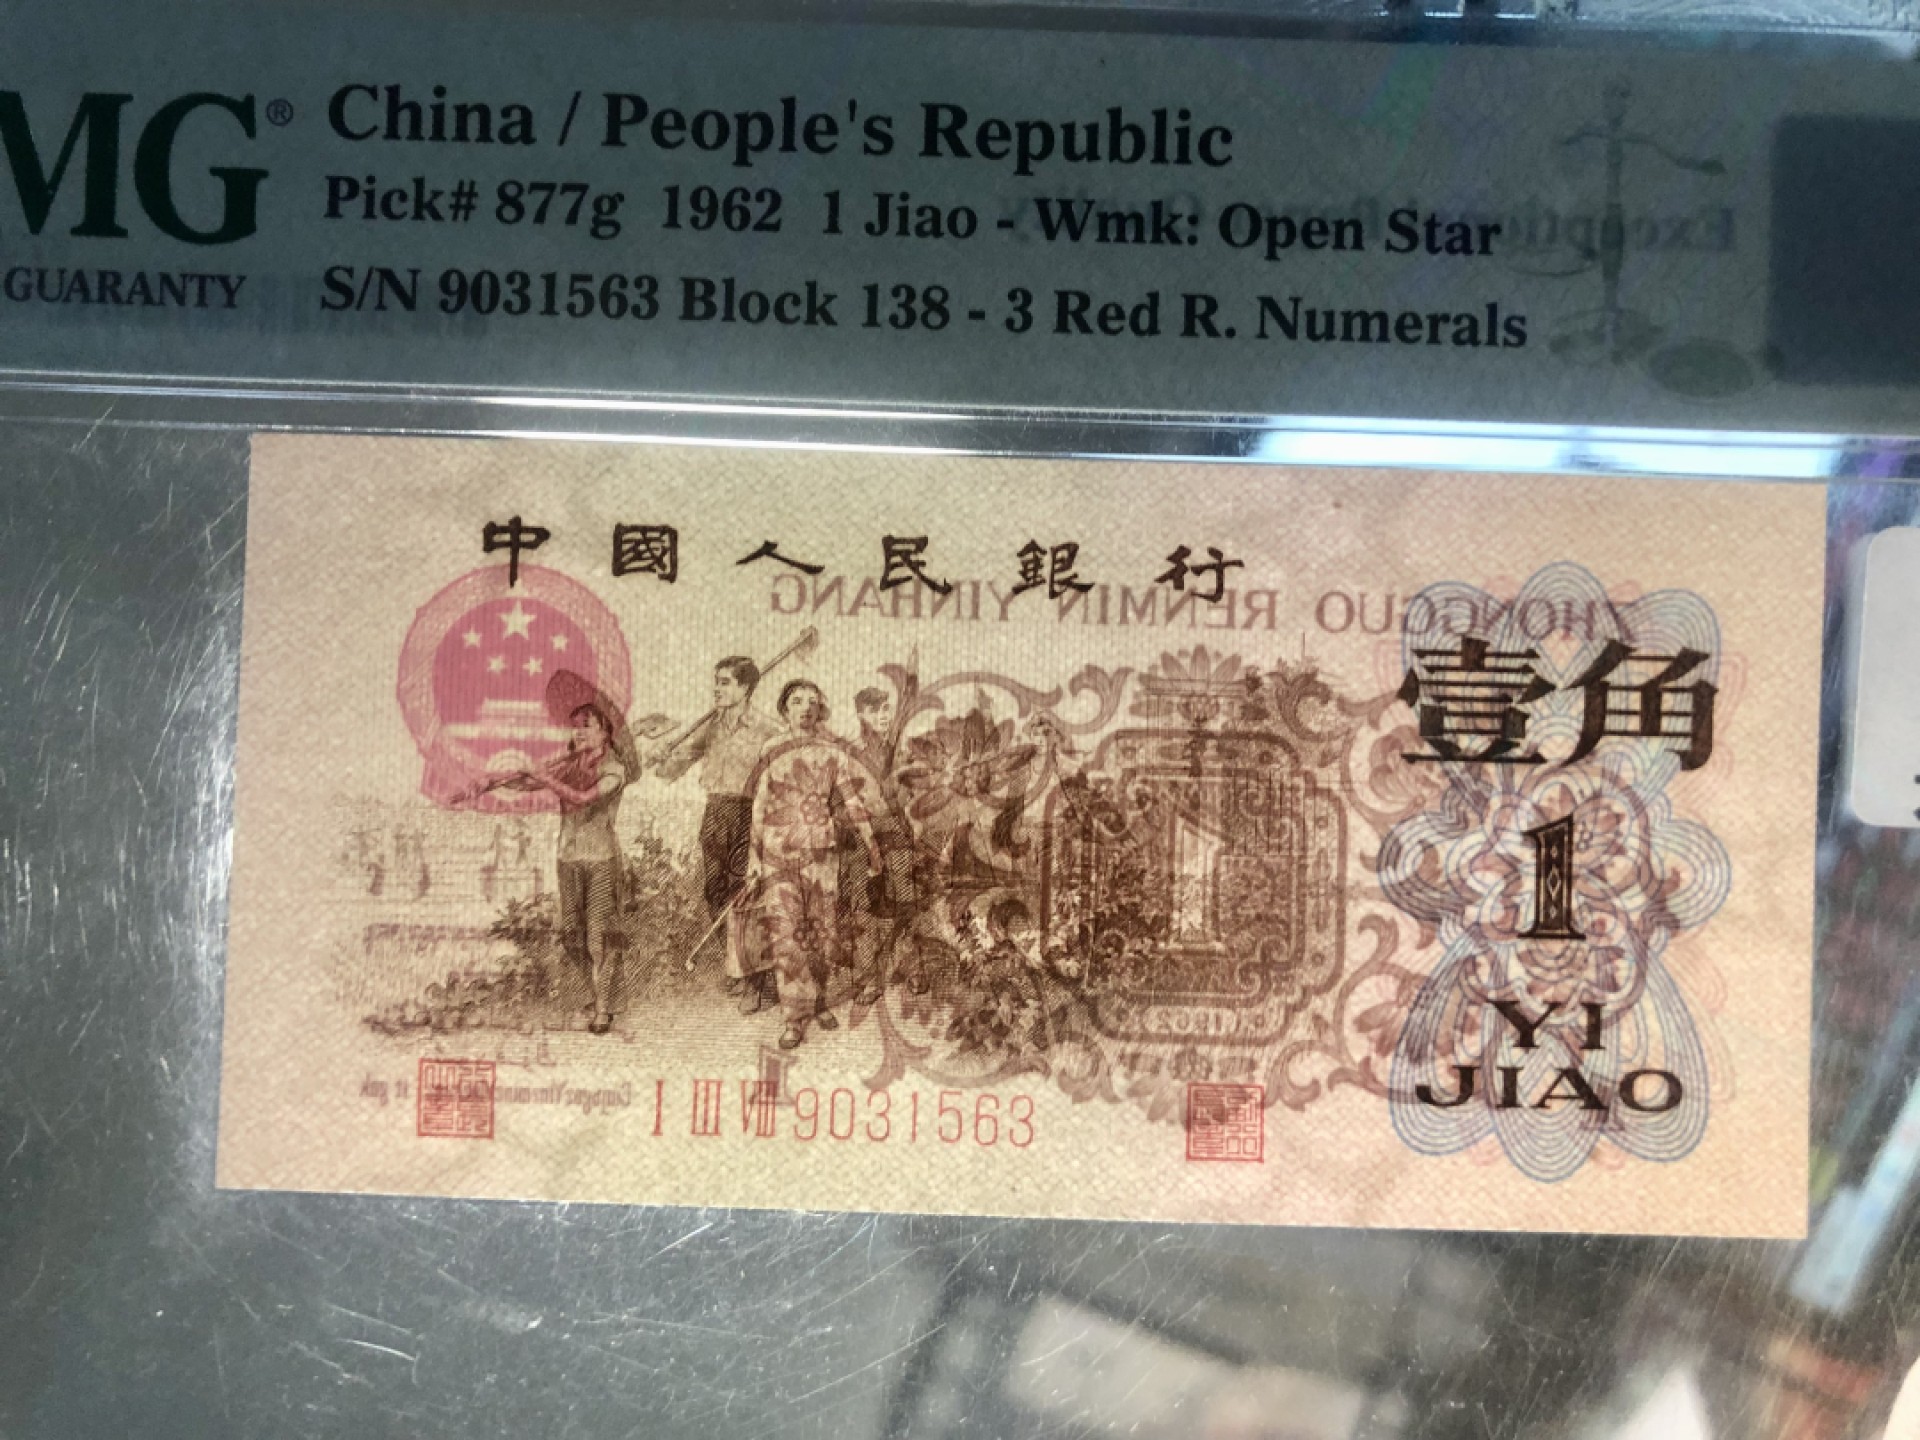 MG® China / People's Republic
Pick# 877g 1962 1 Jiao - Wmk: Open Star
GUARANTY S/N 9031563 Block 138 - 3 Red R. Numerals
中國人民銀行
ZHONGGUO RENMIN YINHANG
壹角
1
YI
JIAO
I III VIII 9031563